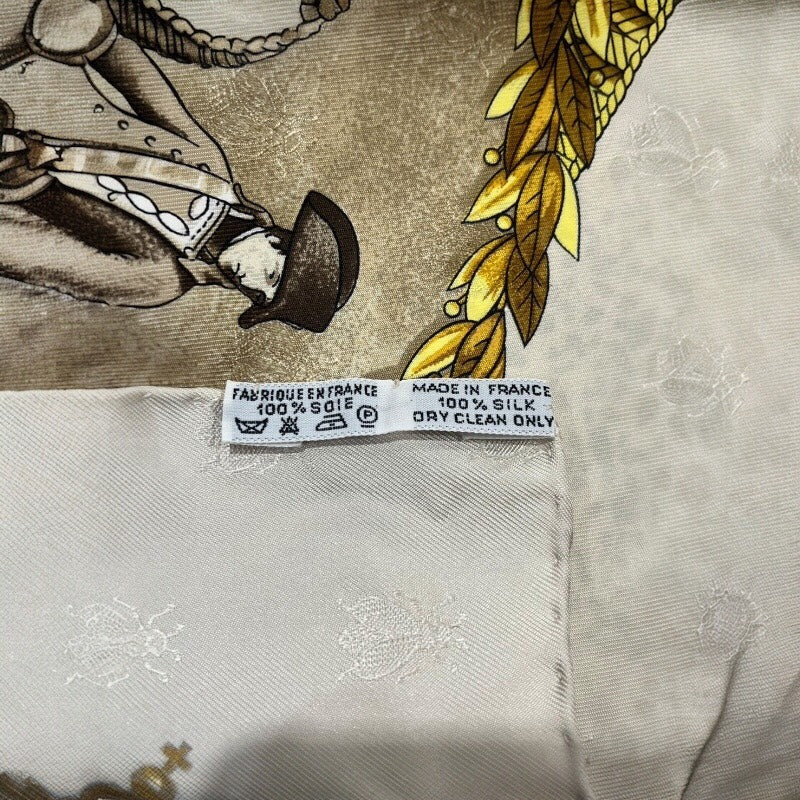 FABRIQUE EN FRANCE
100 % SOIE
MADE IN FRANCE
100 % SILK
DRY CLEAN ONLY